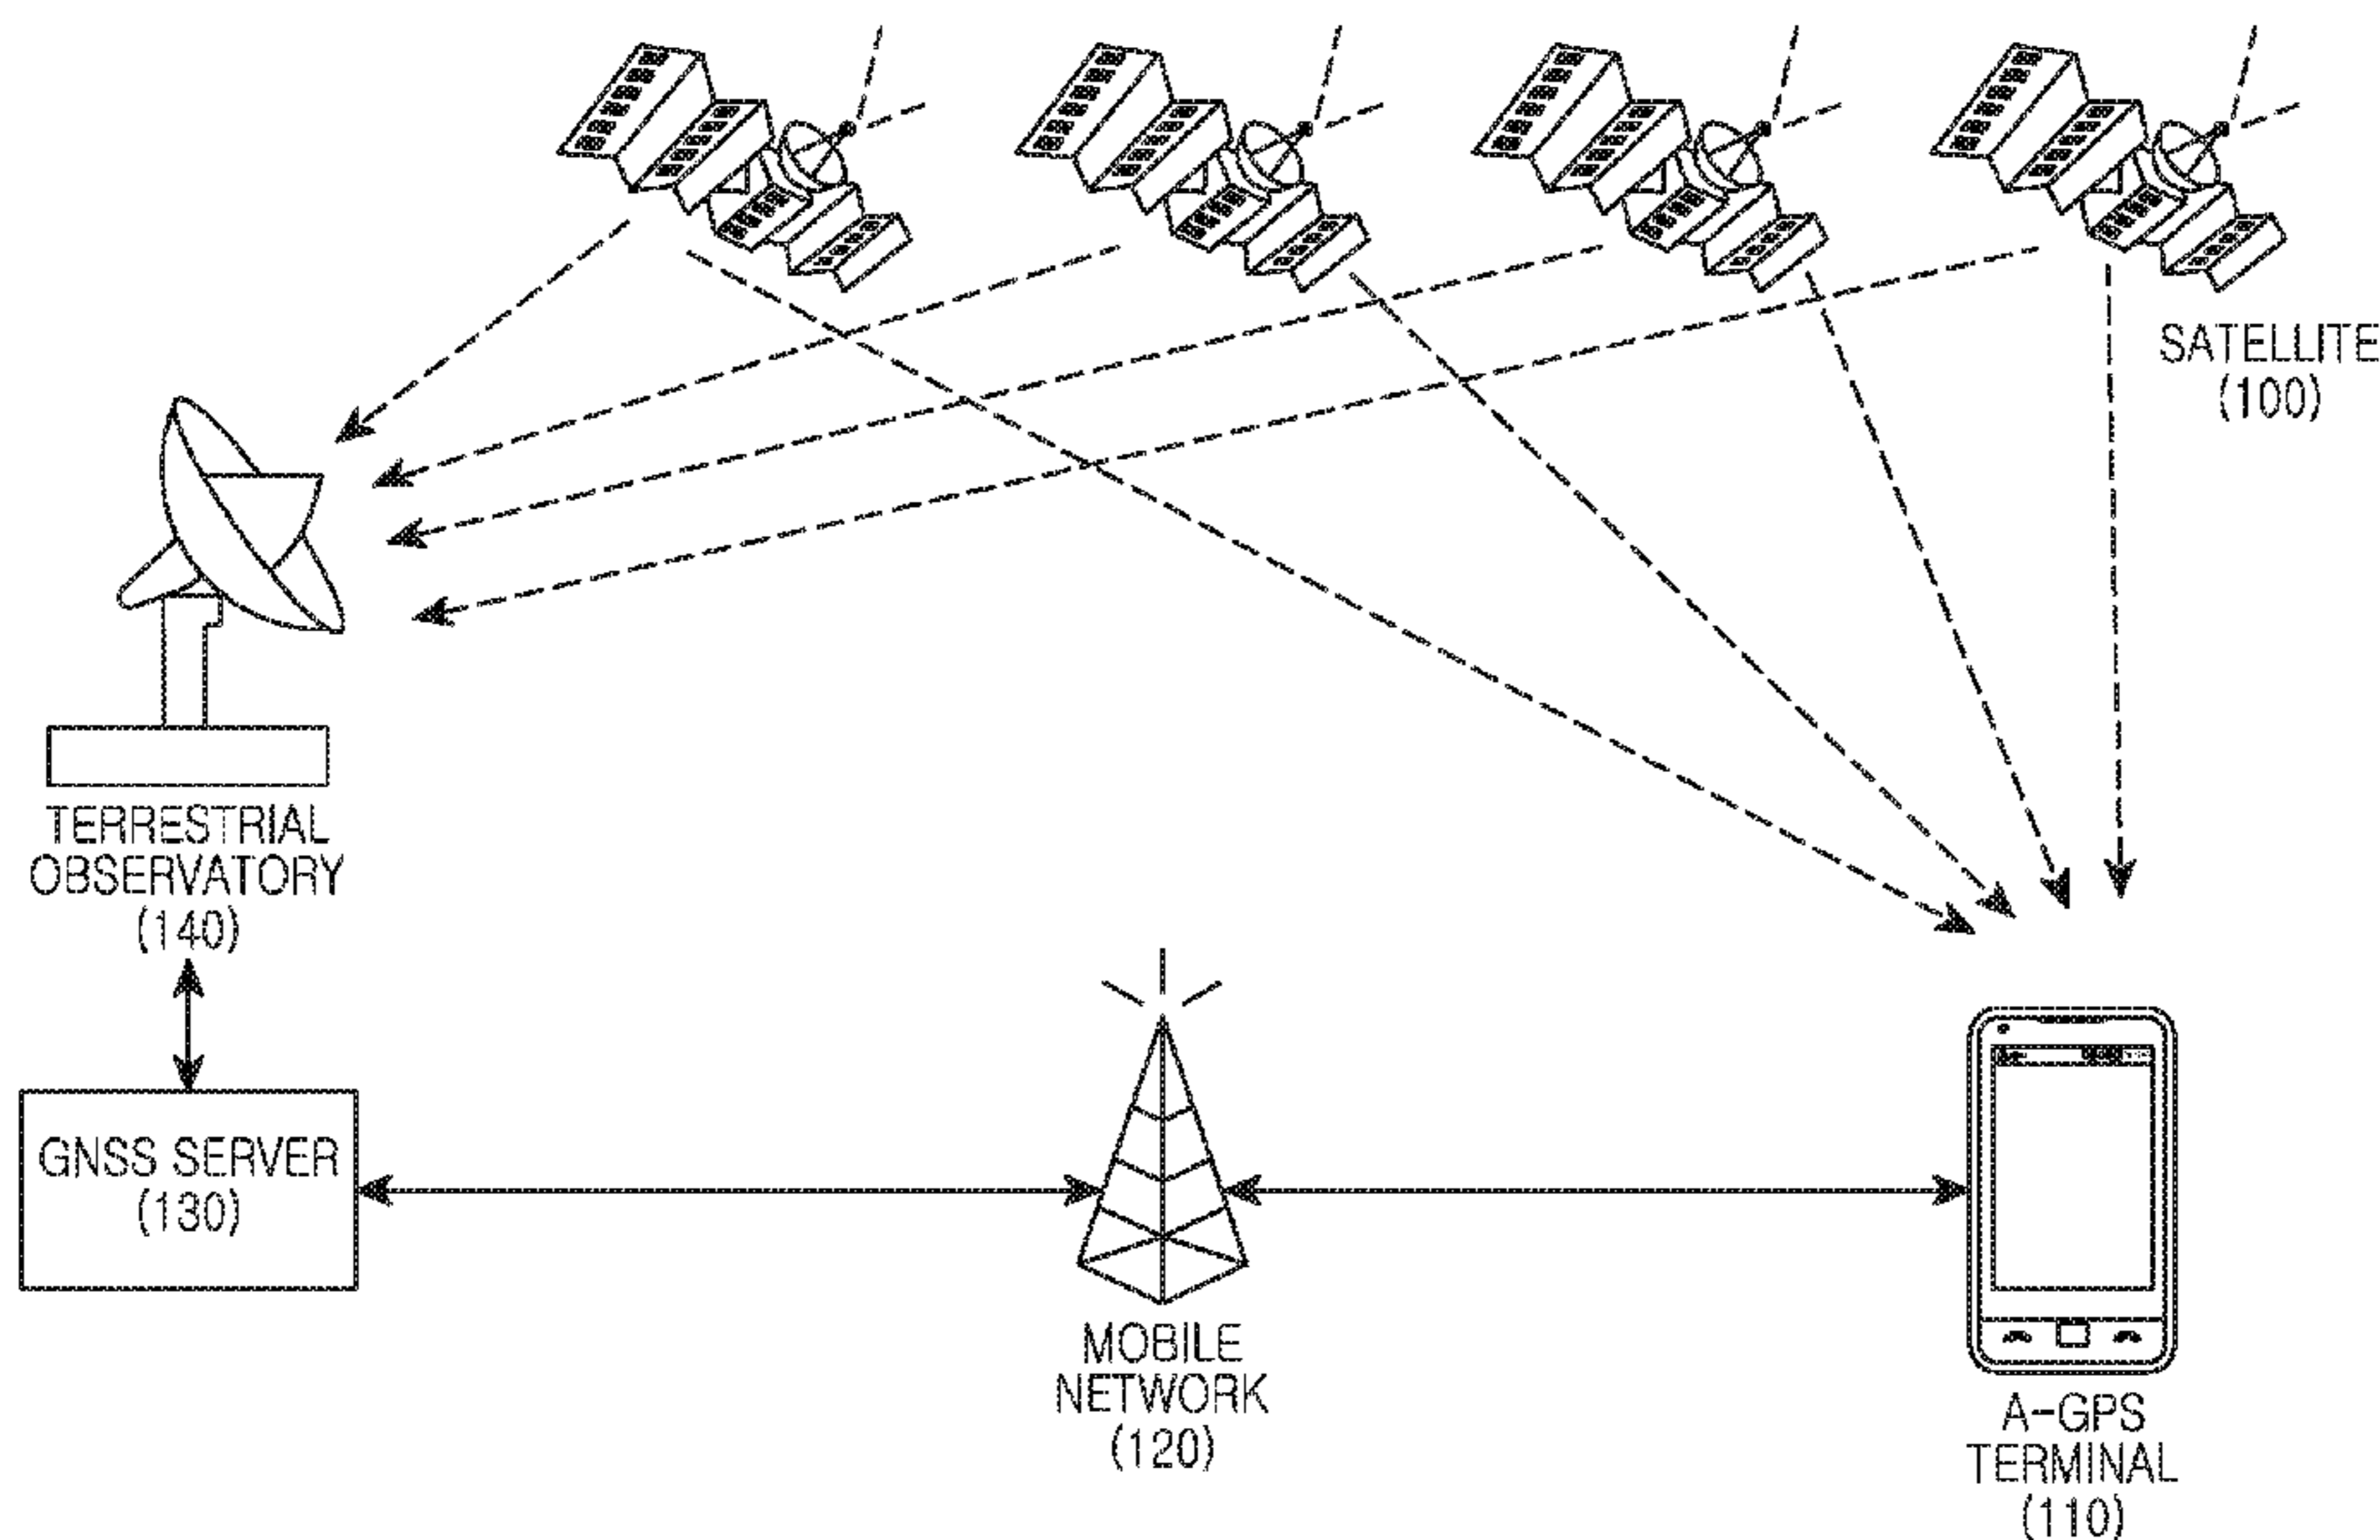 SATELLITE
(100)
TERRESTRIAL
OBSERVATORY
(140)
GNSS SERVER
(130)
MOBILE
NETWORK
(120)
A-GPS
TERMINAL
(110)